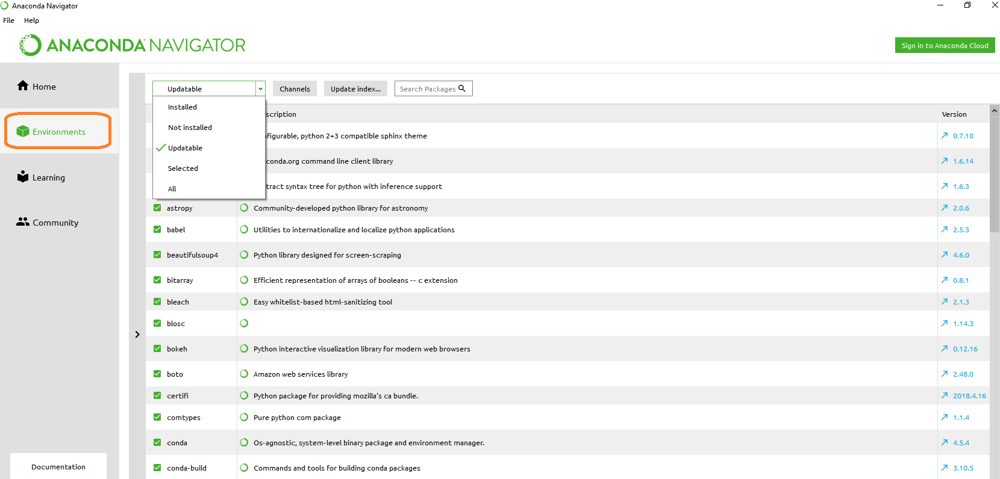 Anaconda Navigator
File Help
ANACONDA NAVIGATOR
Sign in to Anaconda Cloud
Home
Environments
Learning
Community
Documentation
Updatable
Channels
Update index...
Search Packages
Installed
Not installed
Updatable
Selected
All
scription Version
figurable, python 2+3 compatible sphinx theme 0.7.10
conda.org command line client library 1.6.14
tract syntax tree for python with inference support 1.6.3
astropy Community-developed python library for astronomy 2.0.6
babel Utilities to internationalize and localize python applications 2.5.3
beautifulsoup4 Python library designed for screen-scraping 4.6.0
bitarray Efficient representation of arrays of booleans -- c extension 0.8.1
bleach Easy whitelist-based html-sanitizing tool 2.1.3
blosc 1.14.3
bokeh Python interactive visualization library for modern web browsers 0.12.16
boto Amazon web services library 2.48.0
certifi Python package for providing mozilla's ca bundle. 2018.4.16
comtypes Pure python com package 1.1.4
conda Os-agnostic, system-level binary package and environment manager. 4.5.4
conda-build Commands and tools for building conda packages 3.10.5